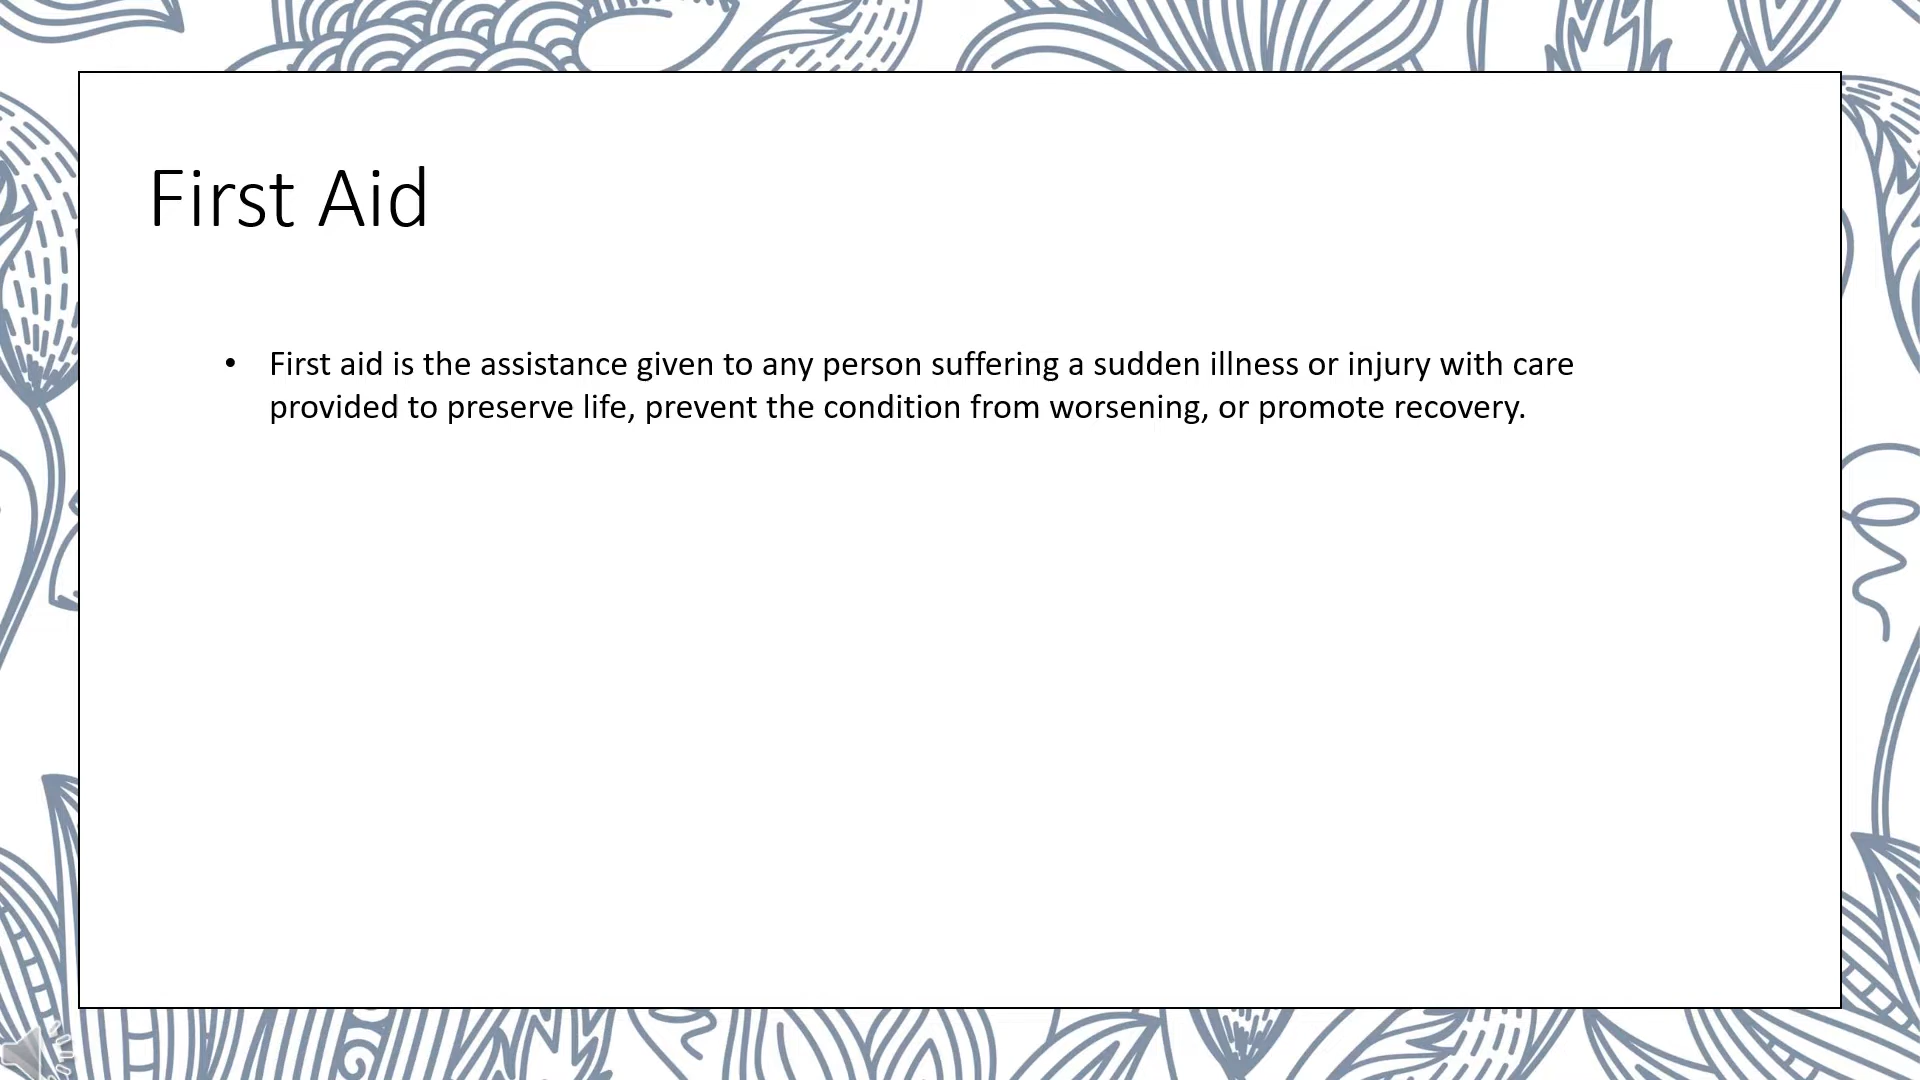 First Aid
• First aid is the assistance given to any person suffering a sudden illness or injury with care
provided to preserve life, prevent the condition from worsening, or promote recovery.